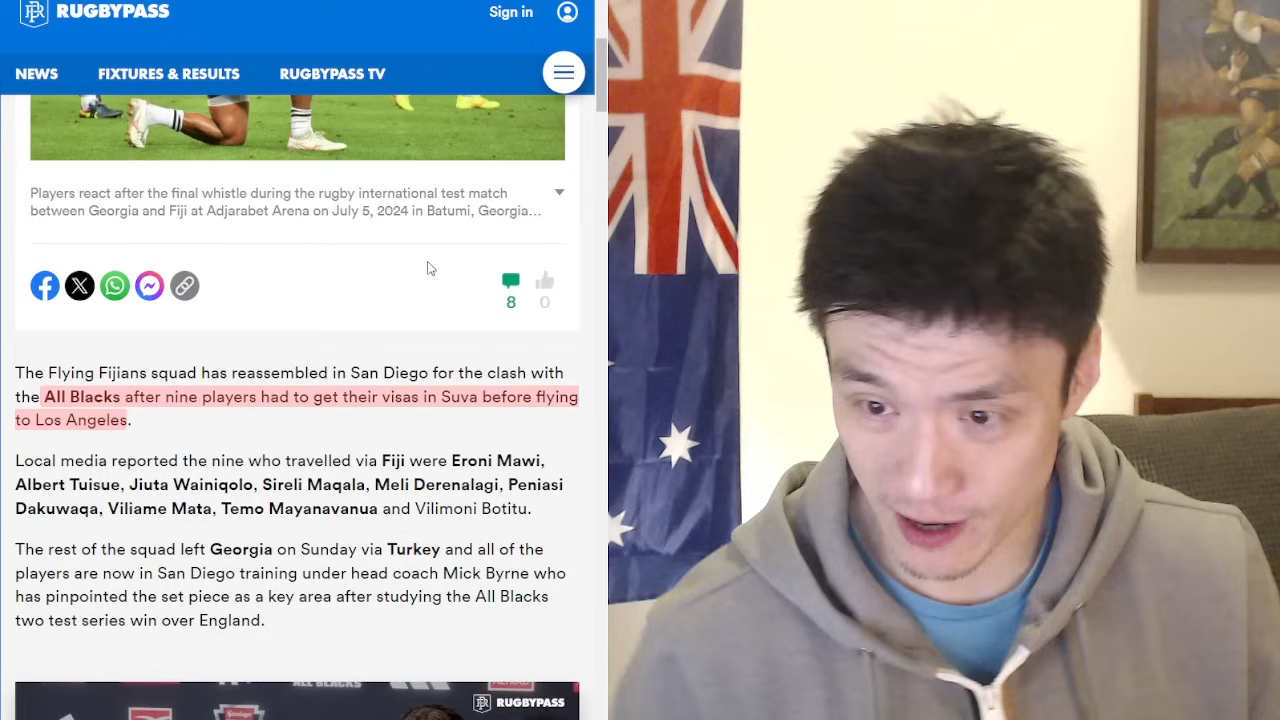 RUGBYPASS
Sign in
NEWS
FIXTURES & RESULTS
RUGBYPASS TV
Players react after the final whistle during the rugby international test match
between Georgia and Fiji at Adjarabet Arena on July 5, 2024 in Batumi, Georgia...
8
0
The Flying Fijians squad has reassembled in San Diego for the clash with
the All Blacks after nine players had to get their visas in Suva before flying
to Los Angeles.
Local media reported the nine who travelled via Fiji were Eroni Mawi,
Albert Tuisue, Jiuta Wainiqolo, Sireli Maqala, Meli Derenalagi, Peniasi
Dakuwaqa, Viliame Mata, Temo Mayanavanua and Vilimoni Botitu.
The rest of the squad left Georgia on Sunday via Turkey and all of the
players are now in San Diego training under head coach Mick Byrne who
has pinpointed the set piece as a key area after studying the All Blacks
two test series win over England.
ALL BLACKS
RUGBYPASS